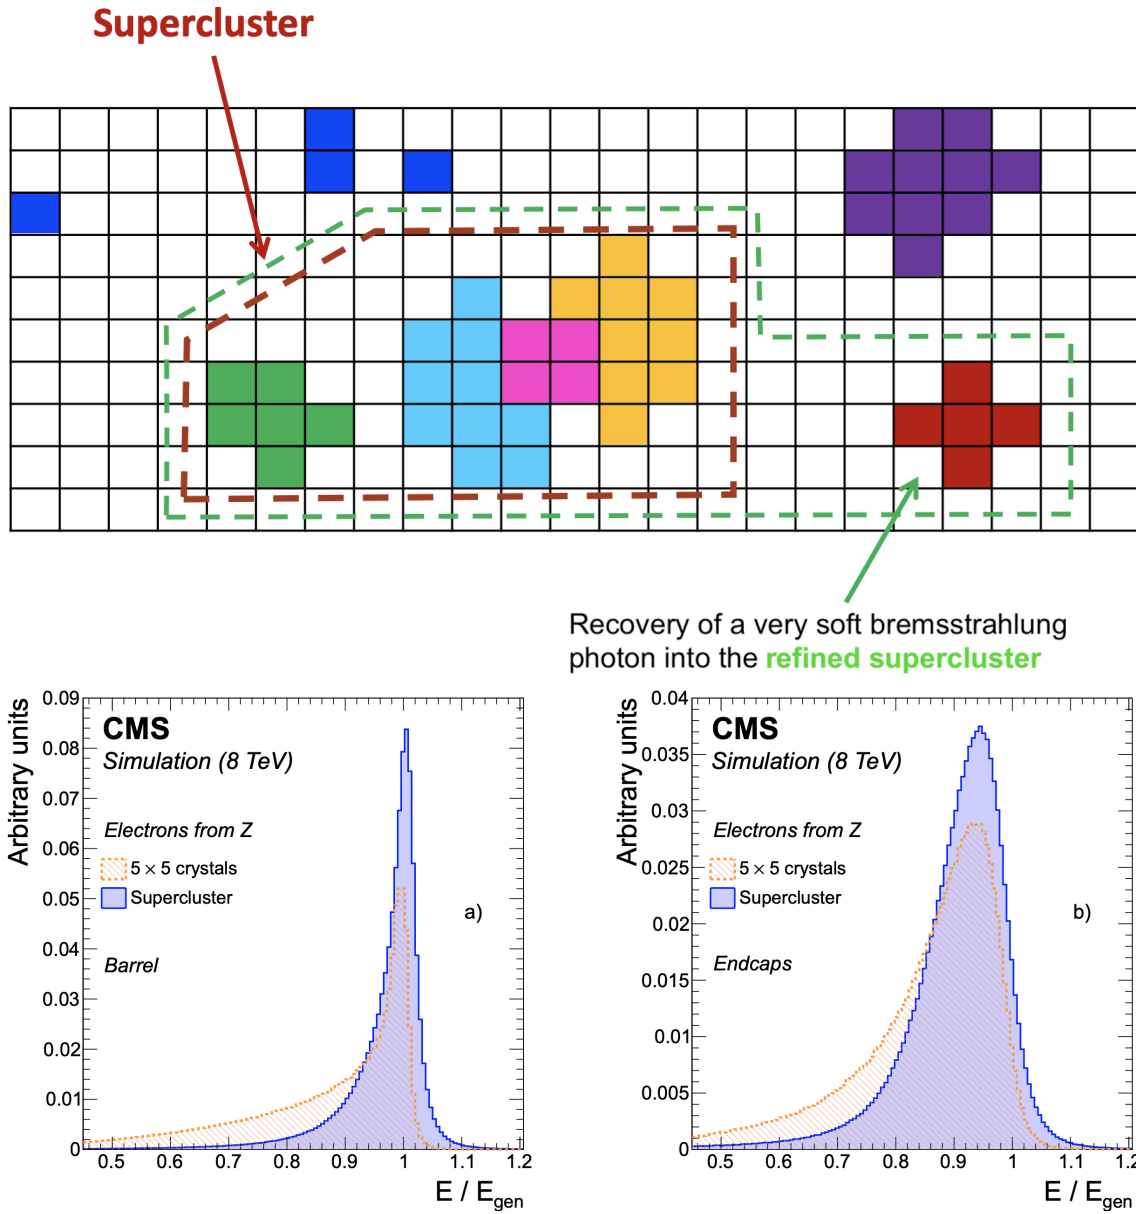 Supercluster
Recovery of a very soft bremsstrahlung
photon into the refined supercluster
Arbitrary units
0.09
0.08
0.07
0.06
0.05
0.04
0.03
0.02
0.01
0
CMS
Simulation (8 TeV)
Electrons from Z
5 × 5 crystals
Supercluster
a)
Barrel
0.5 0.6 0.7 0.8 0.9 1 1.1 1.2
E / Egen
Arbitrary units
0.04
0.035
0.03
0.025
0.02
0.015
0.01
0.005
0
CMS
Simulation (8 TeV)
Electrons from Z
5 × 5 crystals
Supercluster
b)
Endcaps
0.5 0.6 0.7 0.8 0.9 1 1.1 1.2
E / Egen